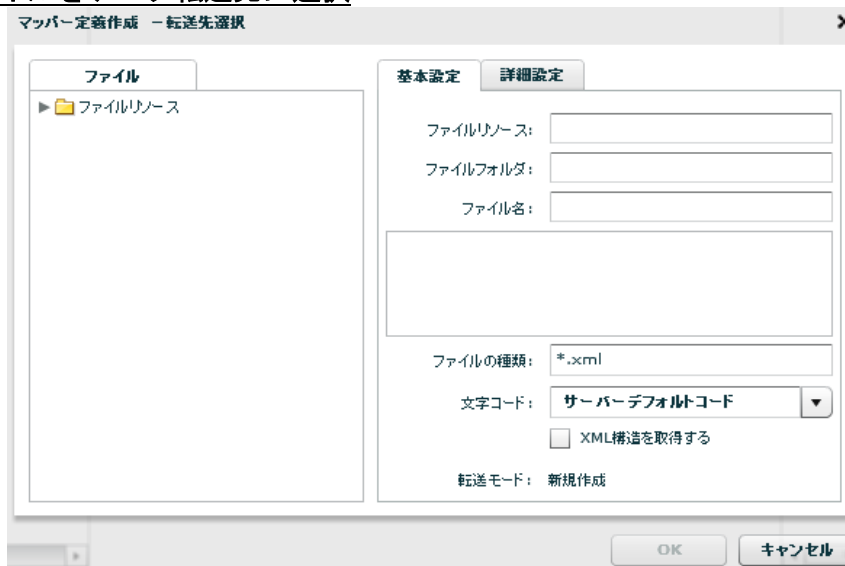 マッパー定義作成 －転送先選択
ファイル
ファイルリソース
基本設定
詳細設定
ファイルリソース：
ファイルフォルダ：
ファイル名：
ファイルの種類： *.xml
文字コード： サーバーデフォルトコード
XML構造を取得する
転送モード： 新規作成
OK
キャンセル